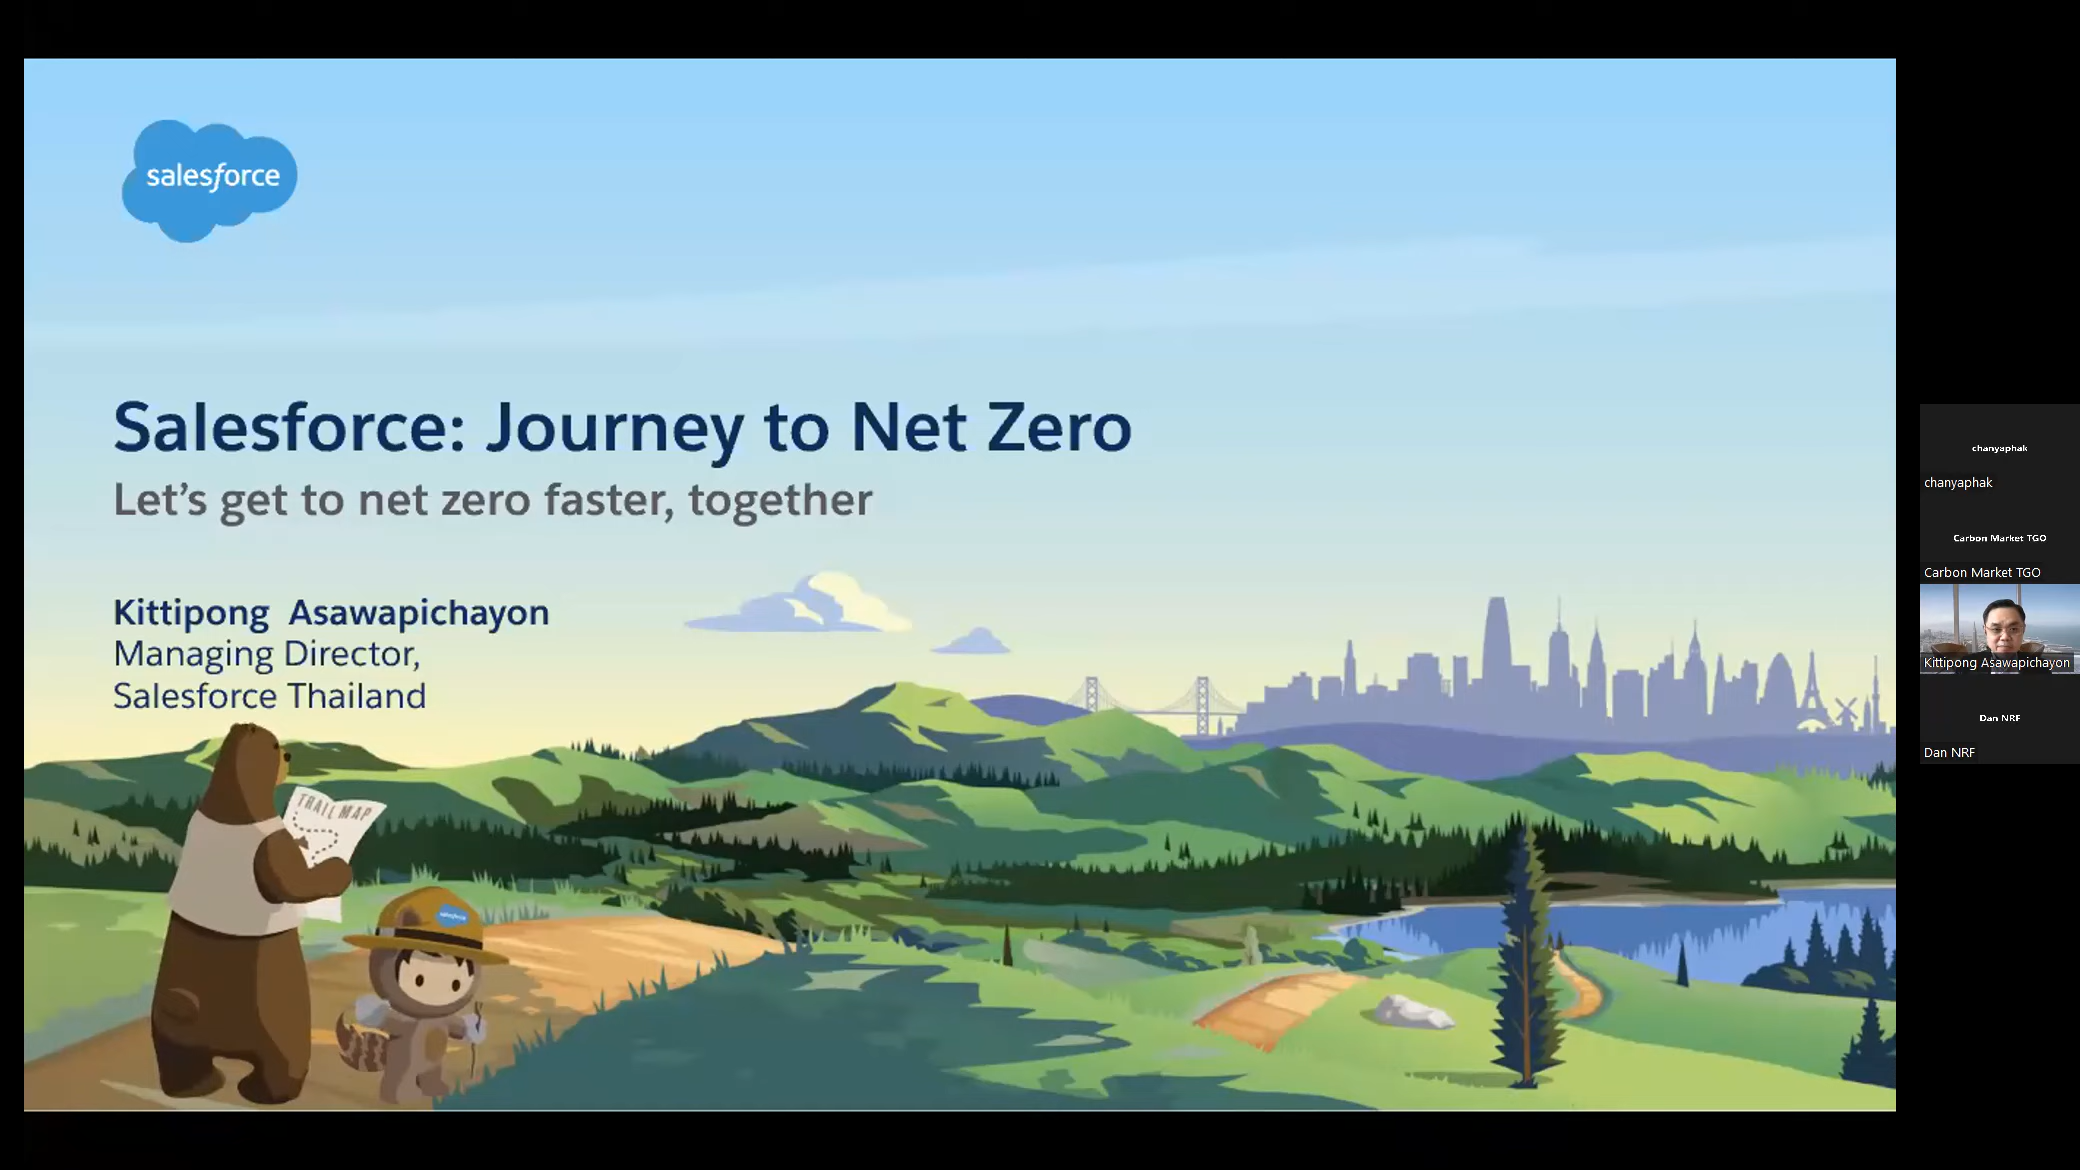 salesforce
Salesforce: Journey to Net Zero
Let's get to net zero faster, together
Kittipong Asawapichayon
Managing Director,
Salesforce Thailand
TRAIL MAP
salesforce
chanyaphak
chanyaphak
Carbon Market TGO
Carbon Market TGO
Kittipong Asawapichayon
Dan NRF
Dan NRF